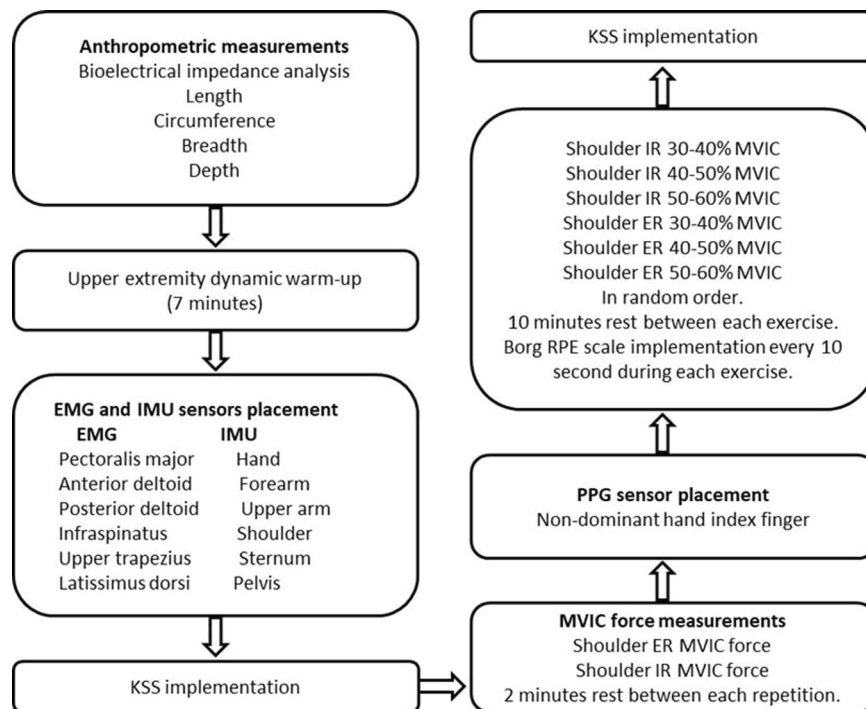 Anthropometric measurements
Bioelectrical impedance analysis
Length
Circumference
Breadth
Depth
Upper extremity dynamic warm-up
(7 minutes)
EMG and IMU sensors placement
EMG IMU
Pectoralis major Hand
Anterior deltoid Forearm
Posterior deltoid Upper arm
Infraspinatus Shoulder
Upper trapezius Sternum
Latissimus dorsi Pelvis
KSS implementation
MVIC force measurements
Shoulder ER MVIC force
Shoulder IR MVIC force
2 minutes rest between each repetition.
PPG sensor placement
Non-dominant hand index finger
Shoulder IR 30-40% MVIC
Shoulder IR 40-50% MVIC
Shoulder IR 50-60% MVIC
Shoulder ER 30-40% MVIC
Shoulder ER 40-50% MVIC
Shoulder ER 50-60% MVIC
In random order.
10 minutes rest between each exercise.
Borg RPE scale implementation every 10
second during each exercise.
KSS implementation